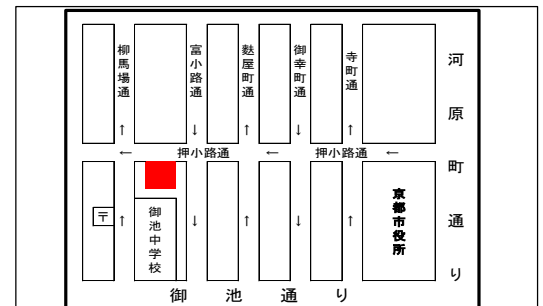 柳馬場通
富小路通
麩屋町通
御幸町通
寺町通
河原町通り
↑
↓
↑
↓
↑
← 押小路通 ← 押小路通 ←
〒
↑
御池中学校
↓
↑
↓
↑
京都市役所
御池通り